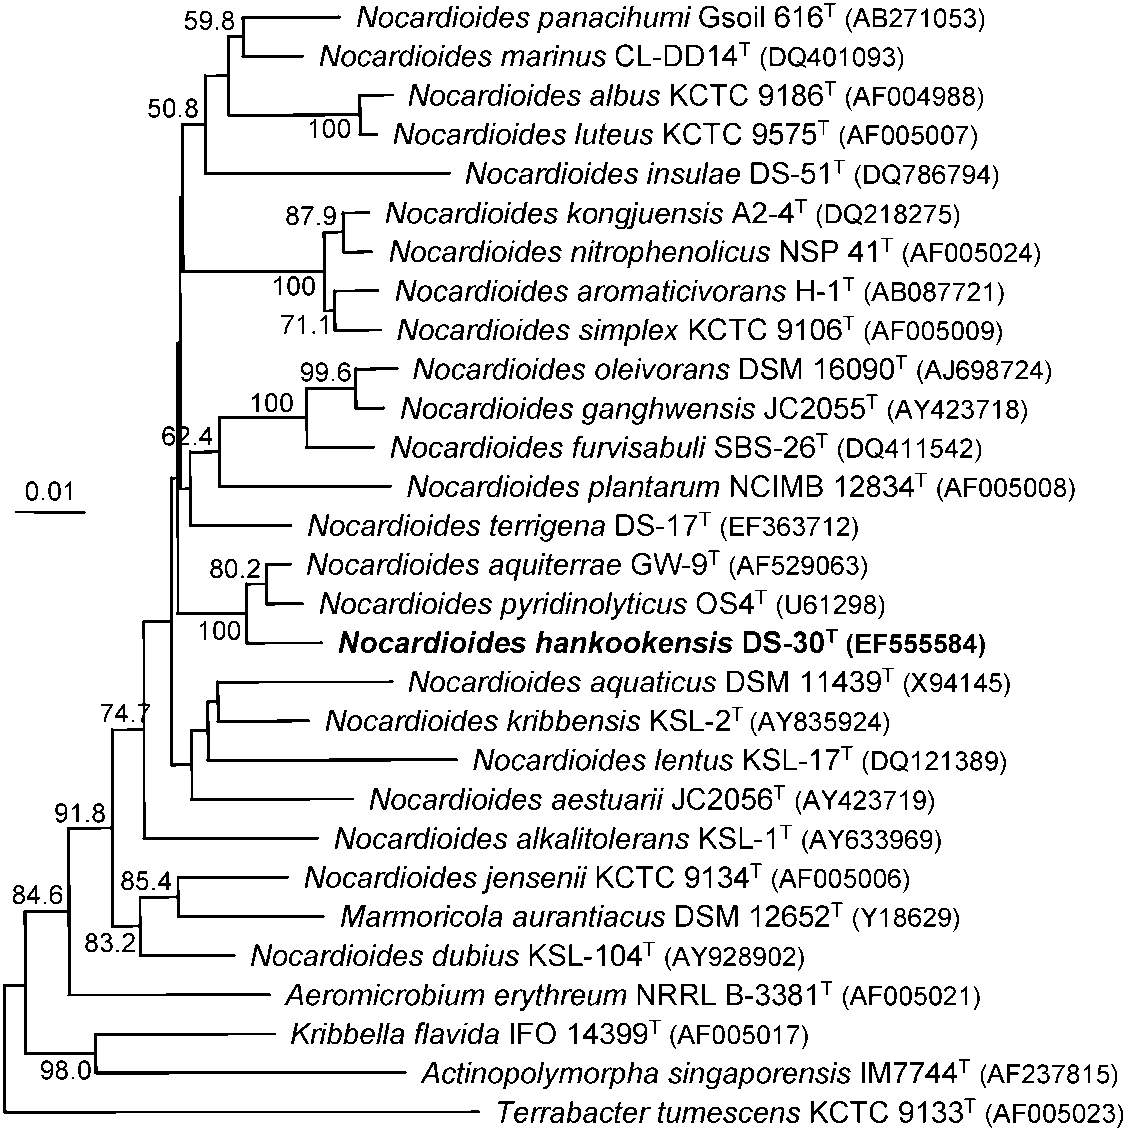 59.8
Nocardioides panacihumi Gsoil 616T (AB271053)
Nocardioides marinus CL-DD14T (DQ401093)
50.8
Nocardioides albus KCTC 9186T (AF004988)
100
Nocardioides luteus KCTC 9575T (AF005007)
Nocardioides insulae DS-51T (DQ786794)
87.9
Nocardioides kongjuensis A2-4T (DQ218275)
Nocardioides nitrophenolicus NSP 41T (AF005024)
100
Nocardioides aromaticivorans H-1T (AB087721)
71.1
Nocardioides simplex KCTC 9106T (AF005009)
99.6
Nocardioides oleivorans DSM 16090T (AJ698724)
100
Nocardioides ganghwensis JC2055T (AY423718)
62.4
Nocardioides furvisabuli SBS-26T (DQ411542)
0.01
Nocardioides plantarum NCIMB 12834T (AF005008)
Nocardioides terrigena DS-17T (EF363712)
80.2
Nocardioides aquiterrae GW-9T (AF529063)
Nocardioides pyridinolyticus OS4T (U61298)
100
Nocardioides hankookensis DS-30T (EF555584)
Nocardioides aquaticus DSM 11439T (X94145)
74.7
Nocardioides kribbensis KSL-2T (AY835924)
Nocardioides lentus KSL-17T (DQ121389)
Nocardioides aestuarii JC2056T (AY423719)
91.8
Nocardioides alkalitolerans KSL-1T (AY633969)
85.4
Nocardioides jensenii KCTC 9134T (AF005006)
84.6
Marmoricola aurantiacus DSM 12652T (Y18629)
83.2
Nocardioides dubius KSL-104T (AY928902)
Aeromicrobium erythreum NRRL B-3381T (AF005021)
Kribbella flavida IFO 14399T (AF005017)
98.0
Actinopolymorpha singaporensis IM7744T (AF237815)
Terrabacter tumescens KCTC 9133T (AF005023)